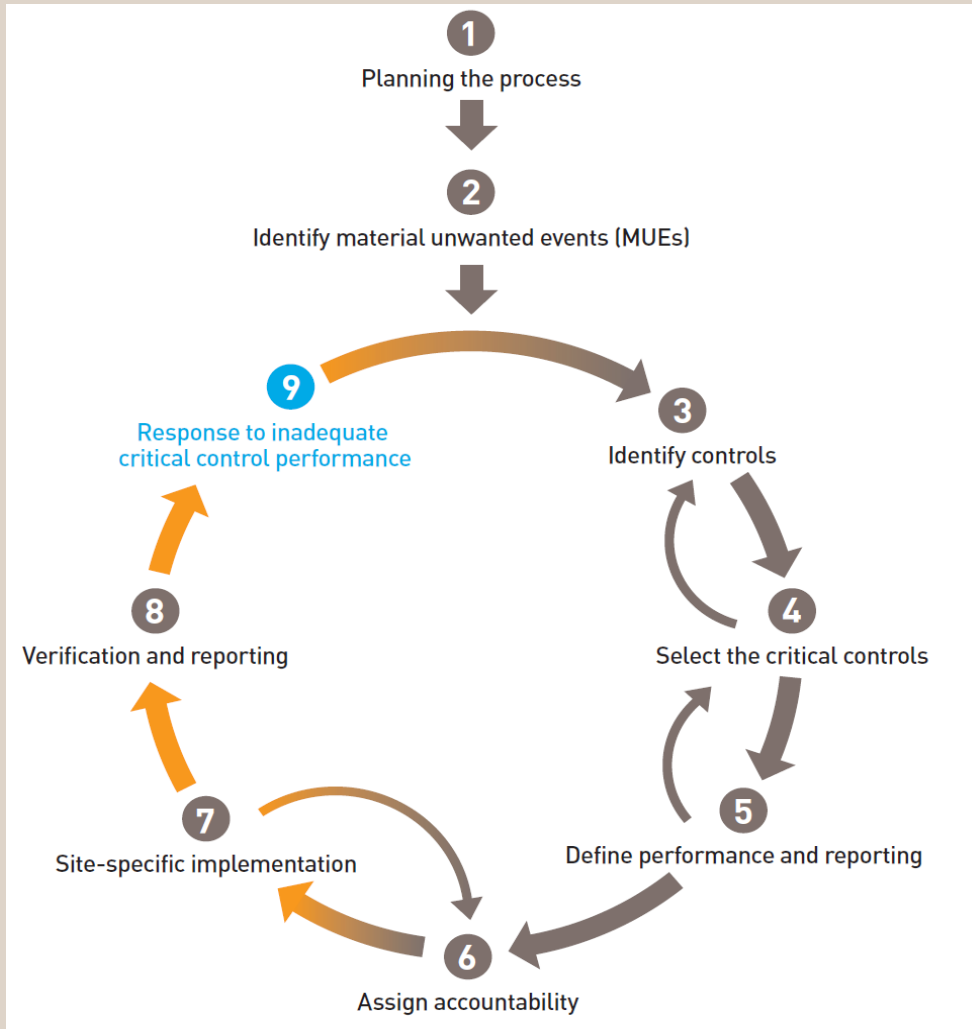 1
Planning the process
2
Identify material unwanted events (MUEs)
3
Identify controls
4
Select the critical controls
5
Define performance and reporting
6
Assign accountability
7
Site-specific implementation
8
Verification and reporting
9
Response to inadequate
critical control performance